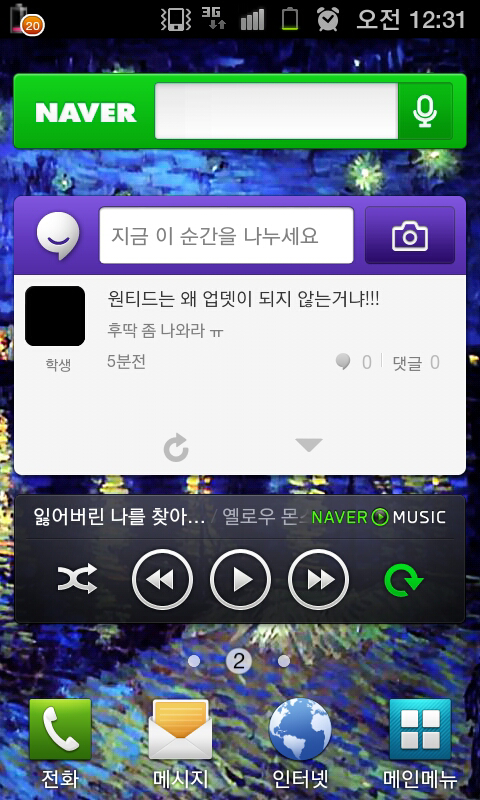 20
3G
오전 12:31
NAVER
지금 이 순간을 나누세요
원티드는 왜 업뎃이 되지 않는거냐!!!
후딱 좀 나와라 ㅠ
학생
5분전
0
댓글 0
잃어버린 나를 찾아... / 옐로우 몬
NAVER MUSIC
2
전화
메시지
인터넷
메인메뉴